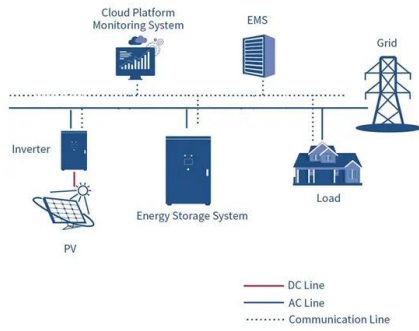 Cloud Platform
Monitoring System
EMS
Grid
Inverter
Energy Storage System
Load
PV
DC Line
AC Line
Communication Line